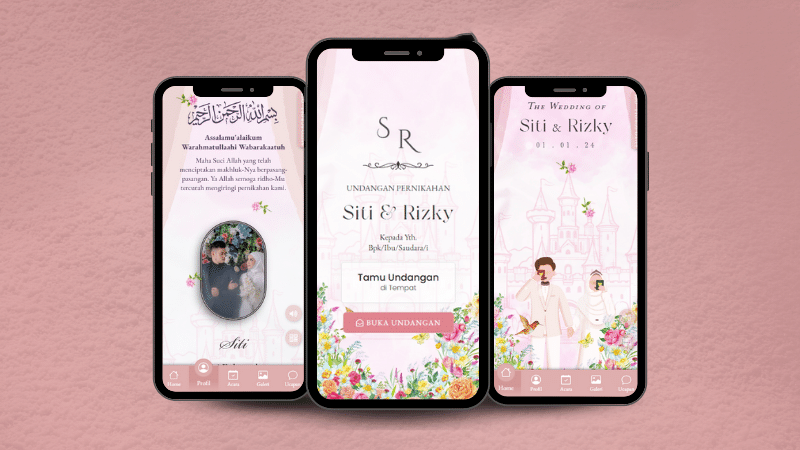 بسم الله الرحمن الرحيم
Assalamu'alaikum
Warahmatullaahi Wabarakaatuh
Maha Suci Allah yang telah
menciptakan makhluk-Nya berpasang-
pasangan. Ya Allah semoga ridho-Mu
tercurah mengiringi pernikahan kami.
Siti
Home
Profil
Acara
Galeri
Ucapan
S R
UNDANGAN PERNIKAHAN
Siti & Rizky
Kepada Yth.
Bpk/Ibu/Saudara/i
Tamu Undangan
di Tempat
BUKA UNDANGAN
The Wedding of
Siti & Rizky
01 . 01 . 24
Home
Profil
Acara
Galeri
Ucapan